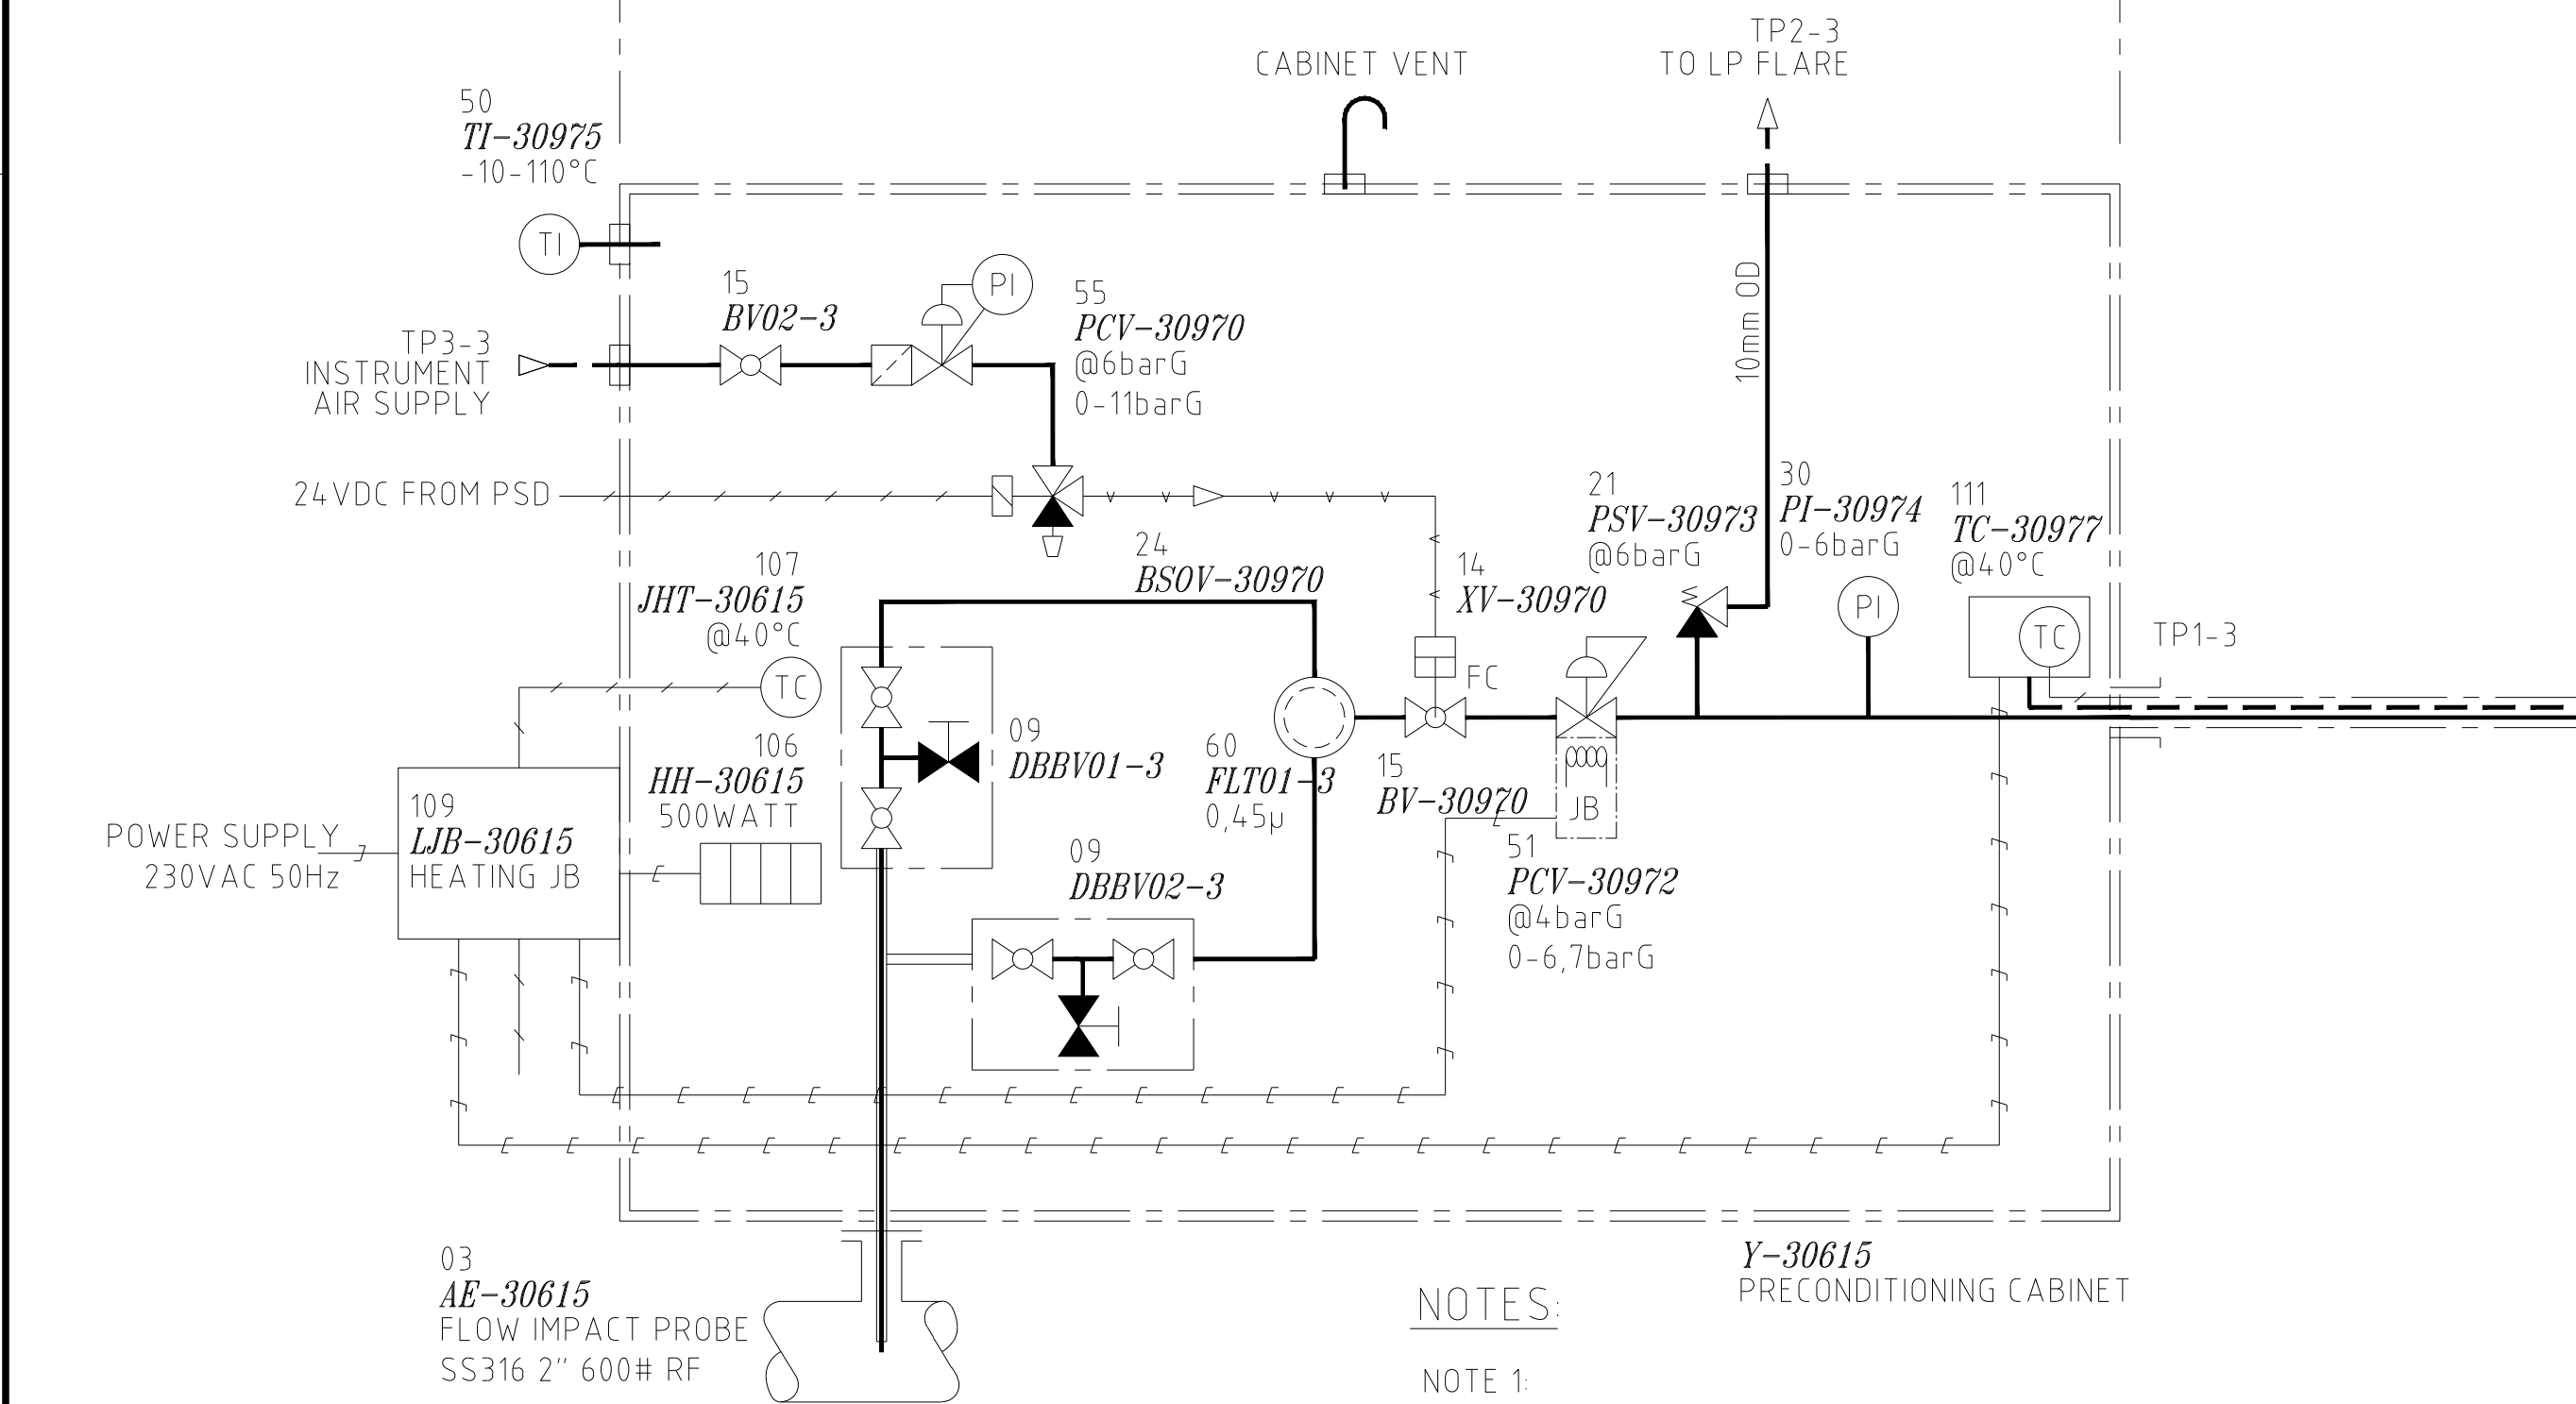 TP2-3
TO LP FLARE
CABINET VENT
50
TI-30975
-10-110°C
TI
15
BV02-3
PI
55
PCV-30970
@6barG
0-11barG
TP3-3
INSTRUMENT
AIR SUPPLY
10mm OD
24VDC FROM PSD
21
PSV-30973
@6barG
30
PI-30974
0-6barG
111
TC-30977
@40°C
107
JHT-30615
@40°C
24
BSOV-30970
14
XV-30970
FC
PI
TC
TP1-3
TC
09
DBBV01-3
106
HH-30615
500WATT
60
FLT01-3
0,45µ
15
BV-30970
JB
109
LJB-30615
HEATING JB
POWER SUPPLY
230VAC 50Hz
09
DBBV02-3
51
PCV-30972
@4barG
0-6,7barG
03
AE-30615
FLOW IMPACT PROBE
SS316 2'' 600# RF
Y-30615
PRECONDITIONING CABINET
NOTES:
NOTE 1: